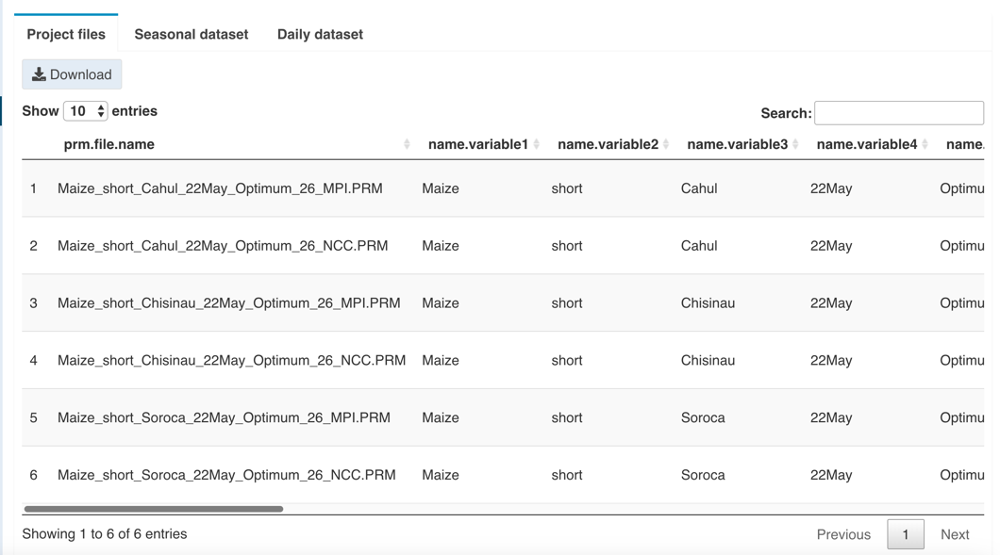 Project files Seasonal dataset Daily dataset
Download
Show 10 entries Search:
prm.file.name name.variable1 name.variable2 name.variable3 name.variable4 name.
1 Maize_short_Cahul_22May_Optimum_26_MPI.PRM Maize short Cahul 22May Optimu
2 Maize_short_Cahul_22May_Optimum_26_NCC.PRM Maize short Cahul 22May Optimu
3 Maize_short_Chisinau_22May_Optimum_26_MPI.PRM Maize short Chisinau 22May Optimu
4 Maize_short_Chisinau_22May_Optimum_26_NCC.PRM Maize short Chisinau 22May Optimu
5 Maize_short_Soroca_22May_Optimum_26_MPI.PRM Maize short Soroca 22May Optimu
6 Maize_short_Soroca_22May_Optimum_26_NCC.PRM Maize short Soroca 22May Optimu
Showing 1 to 6 of 6 entries Previous 1 Next